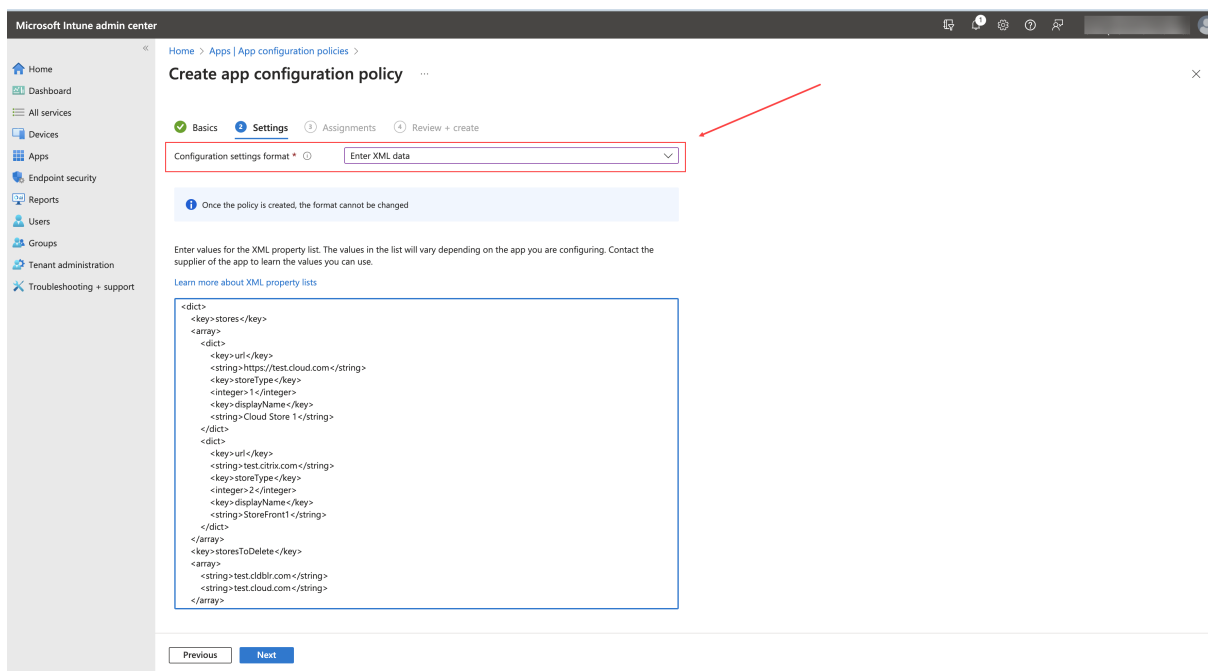 Microsoft Intune admin center
1
«
Home
Dashboard
All services
Devices
Apps
Endpoint security
Reports
Users
Groups
Tenant administration
Troubleshooting + support
Home > Apps | App configuration policies >
Create app configuration policy ...
Basics 2 Settings 3 Assignments 4 Review + create
Configuration settings format * Enter XML data
Once the policy is created, the format cannot be changed
Enter values for the XML property list. The values in the list will vary depending on the app you are configuring. Contact the
supplier of the app to learn the values you can use.
Learn more about XML property lists
<dict>
<key>stores</key>
<array>
<dict>
<key>url</key>
<string>https://test.cloud.com</string>
<key>storeType</key>
<integer>1</integer>
<key>displayName</key>
<string>Cloud Store 1</string>
</dict>
<dict>
<key>url</key>
<string>test.citrix.com</string>
<key>storeType</key>
<integer>2</integer>
<key>displayName</key>
<string>StoreFront1</string>
</dict>
</array>
<key>storesToDelete</key>
<array>
<string>test.cldblr.com</string>
<string>test.cloud.com</string>
</array>
Previous Next